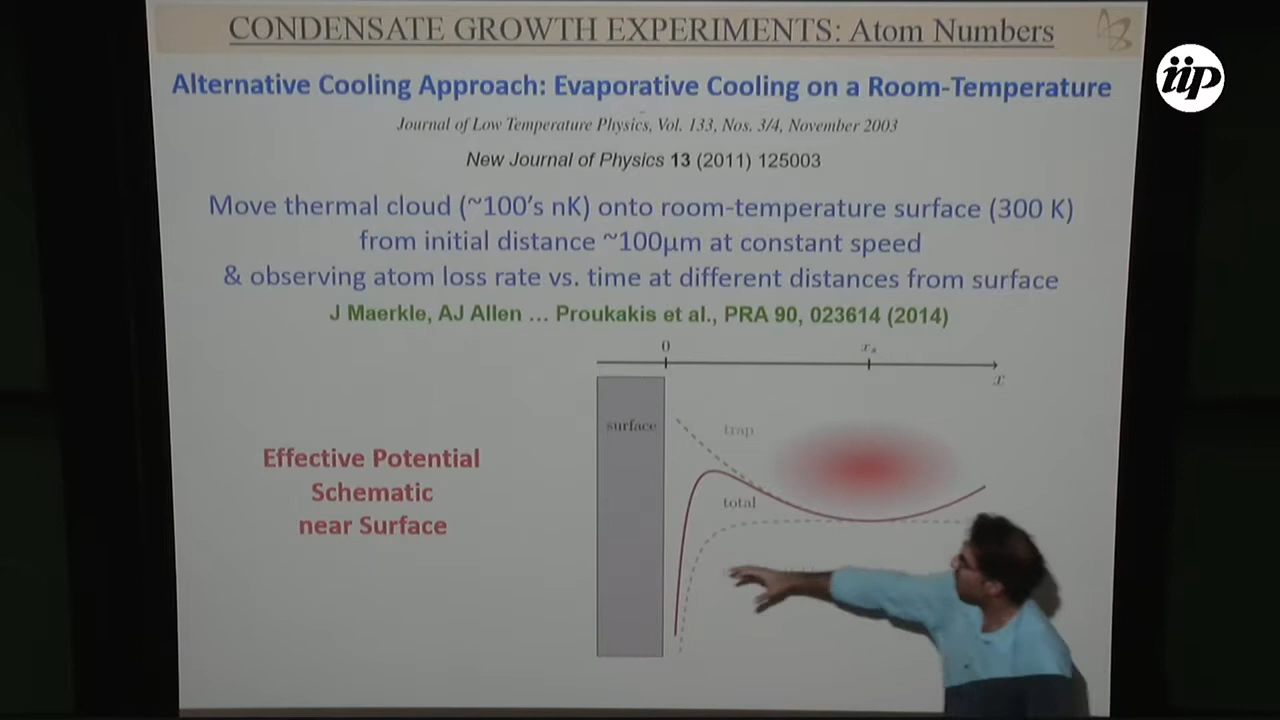 CONDENSATE GROWTH EXPERIMENTS: Atom Numbers
iip
Alternative Cooling Approach: Evaporative Cooling on a Room-Temperature
Journal of Low Temperature Physics, Vol. 133, Nos. 3/4, November 2003
New Journal of Physics 13 (2011) 125003
Move thermal cloud (~100's nK) onto room-temperature surface (300 K)
from initial distance ~100μm at constant speed
& observing atom loss rate vs. time at different distances from surface
J Maerkle, AJ Allen ... Proukakis et al., PRA 90, 023614 (2014)
0
x
surface
trap
total
Effective Potential
Schematic
near Surface